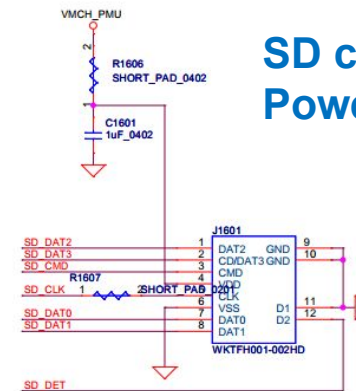 VMCH_PMU
2
R1606
SHORT_PAD_0402
1
C1601
1uF_0402
SD c
Powe
J1601
SD_DAT2 1 DAT2 GND 9
SD_DAT3 2 CD/DAT3 GND 10
SD_CMD 3 CMD
R1607 4 VDD
SD_CLK 1 2 SHORT_PAD_0201 5 CLK
6 VSS D1 11
SD_DAT0 7 DAT0 D2 12
SD_DAT1 8 DAT1
WKTFH001-002HD
SD_DET